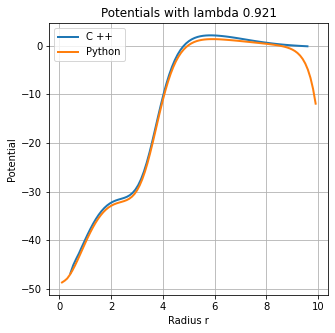 Potentials with lambda 0.921
C ++
Python
0
−10
−20
−30
−40
−50
Potential
0 2 4 6 8 10
Radius r